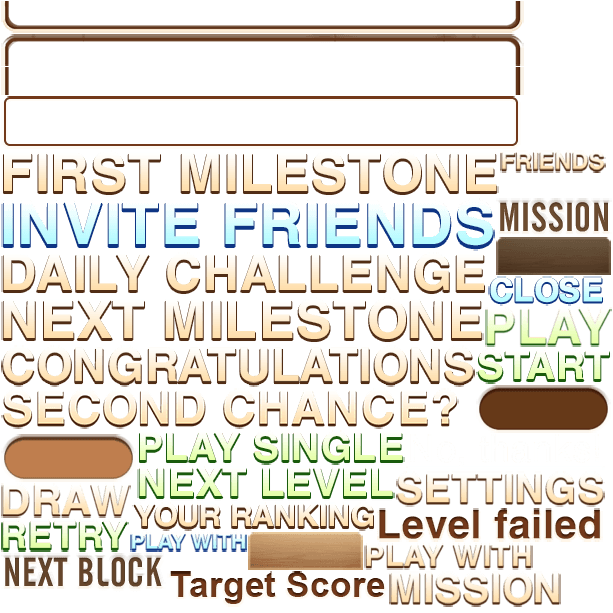 FIRST MILESTONE
FRIENDS
INVITE FRIENDS
MISSION
DAILY CHALLENGE
CLOSE
NEXT MILESTONE
PLAY
CONGRATULATIONS
START
SECOND CHANCE?
PLAY SINGLE
NEXT LEVEL
SETTINGS
DRAW
YOUR RANKING
Level failed
RETRY
PLAY WITH
PLAY WITH
NEXT BLOCK
Target Score
MISSION